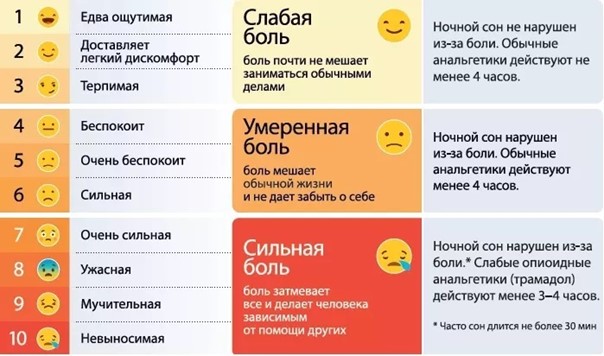 1 Едва ощутимая
2 Доставляет
легкий дискомфорт
3 Терпимая
Слабая
боль
боль почти не мешает
заниматься обычными
делами
Ночной сон не нарушен
из-за боли. Обычные
анальгетики действуют не
менее 4 часов.
4 Беспокоит
5 Очень беспокоит
6 Сильная
Умеренная
боль
боль мешает
обычной жизни
и не дает забыть о себе
Ночной сон нарушен
из-за боли. Обычные
анальгетики действуют
менее 4 часов.
7 Очень сильная
8 Ужасная
9 Мучительная
10 Невыносимая
Сильная
боль
боль затмевает
все и делает человека
зависимым
от помощи других
Ночной сон нарушен из-за
боли.* Слабые опиоидные
анальгетики (трамадол)
действуют менее 3–4 часов.
* Часто сон длится не более 30 мин